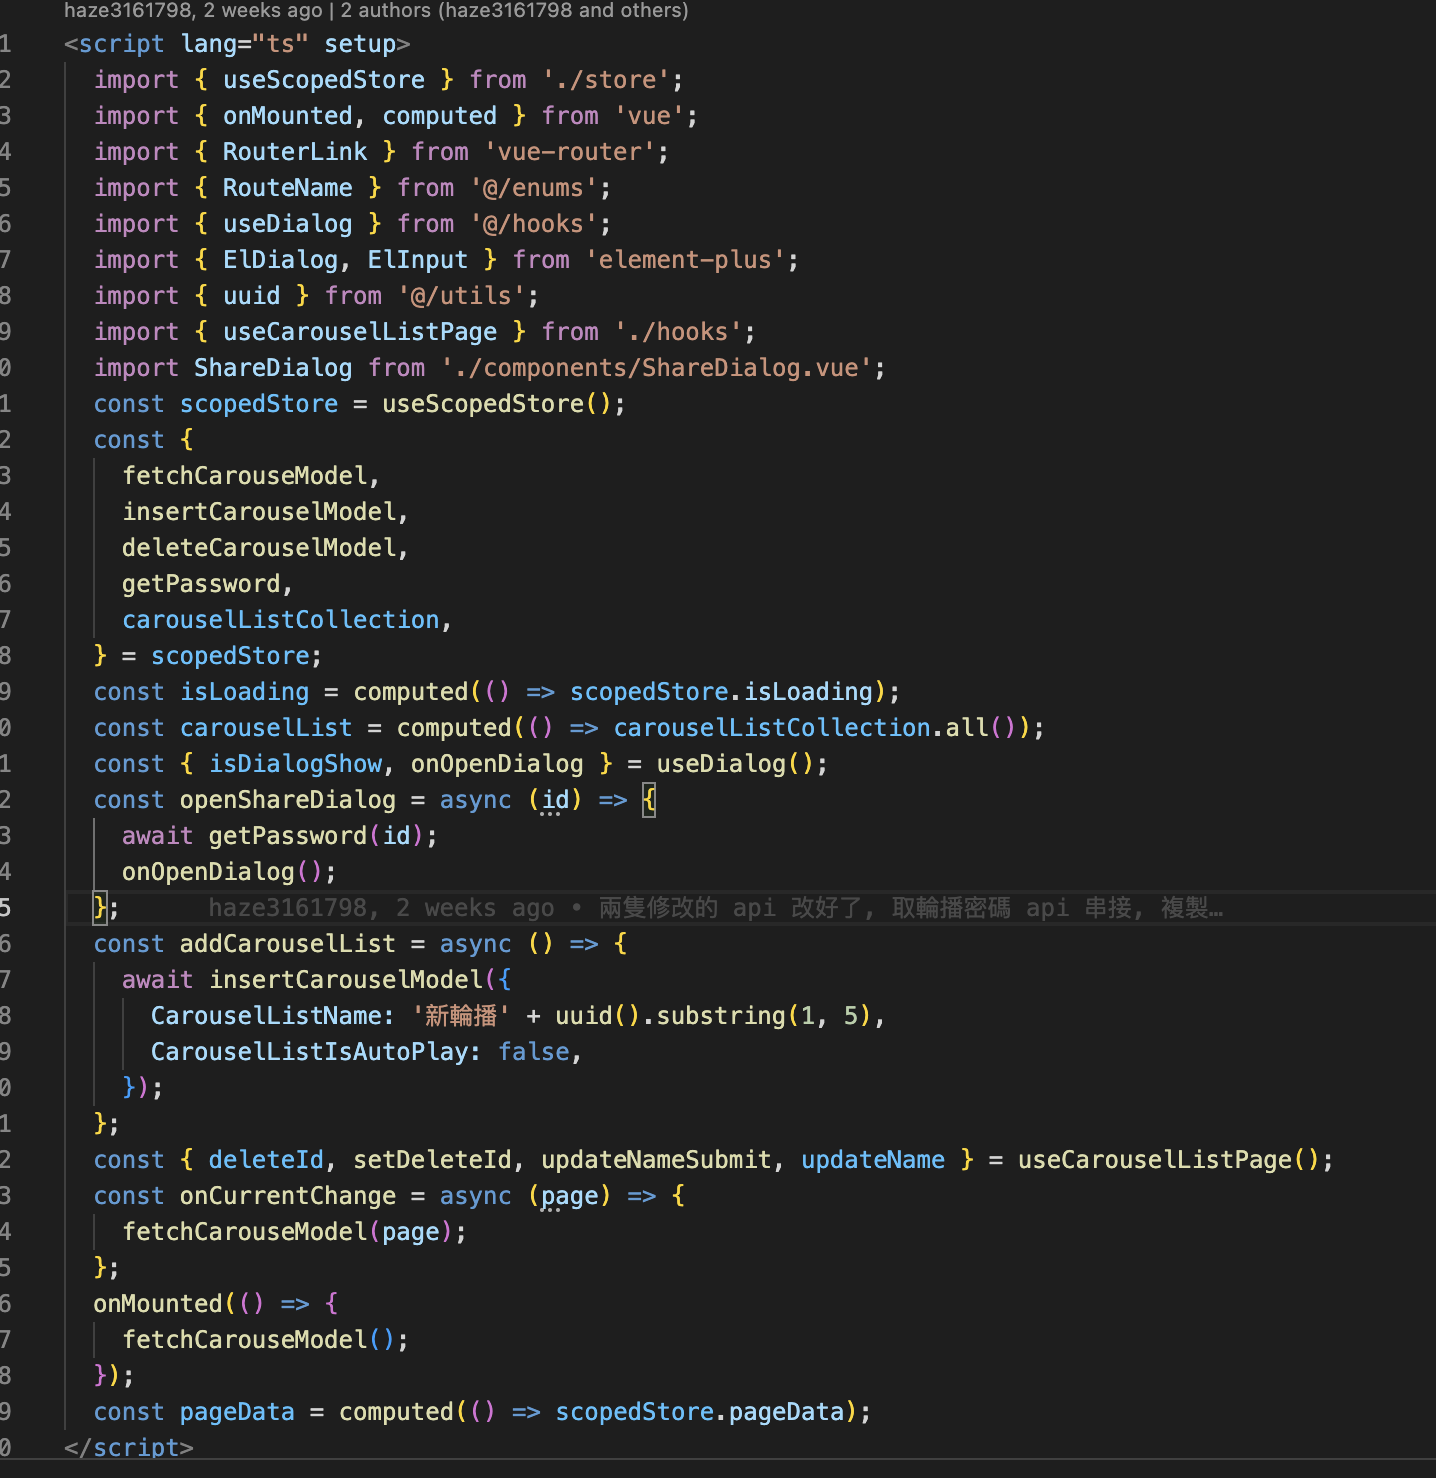 haze3161798, 2 weeks ago | 2 authors (haze3161798 and others)
1 <script lang="ts" setup>
2 import { useScopedStore } from './store';
3 import { onMounted, computed } from 'vue';
4 import { RouterLink } from 'vue-router';
5 import { RouteName } from '@/enums';
6 import { useDialog } from '@/hooks';
7 import { ElDialog, ElInput } from 'element-plus';
8 import { uuid } from '@/utils';
9 import { useCarouselListPage } from './hooks';
0 import ShareDialog from './components/ShareDialog.vue';
1 const scopedStore = useScopedStore();
2 const {
3 fetchCarouseModel,
4 insertCarouselModel,
5 deleteCarouselModel,
6 getPassword,
7 carouselListCollection,
8 } = scopedStore;
9 const isLoading = computed(() => scopedStore.isLoading);
0 const carouselList = computed(() => carouselListCollection.all());
1 const { isDialogShow, onOpenDialog } = useDialog();
2 const openShareDialog = async (id) => {
3 await getPassword(id);
4 onOpenDialog();
5 }; haze3161798, 2 weeks ago • 兩隻修改的 api 改好了, 取輪播密碼 api 串接, 複製…
6 const addCarouselList = async () => {
7 await insertCarouselModel({
8 CarouselListName: '新輪播' + uuid().substring(1, 5),
9 CarouselListIsAutoPlay: false,
0 });
1 };
2 const { deleteId, setDeleteId, updateNameSubmit, updateName } = useCarouselListPage();
3 const onCurrentChange = async (page) => {
4 fetchCarouseModel(page);
5 };
6 onMounted(() => {
7 fetchCarouseModel();
8 });
9 const pageData = computed(() => scopedStore.pageData);
0 </script>